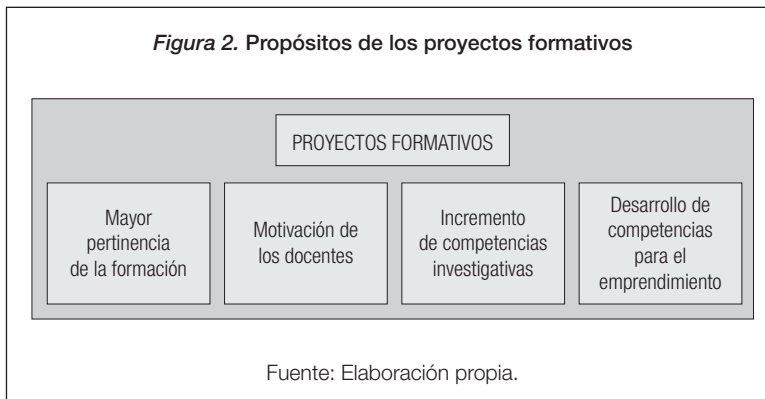 Figura 2. Propósitos de los proyectos formativos
PROYECTOS FORMATIVOS
Mayor
pertinencia
de la formación
Motivación de
los docentes
Incremento
de competencias
investigativas
Desarrollo de
competencias
para el
emprendimiento
Fuente: Elaboración propia.